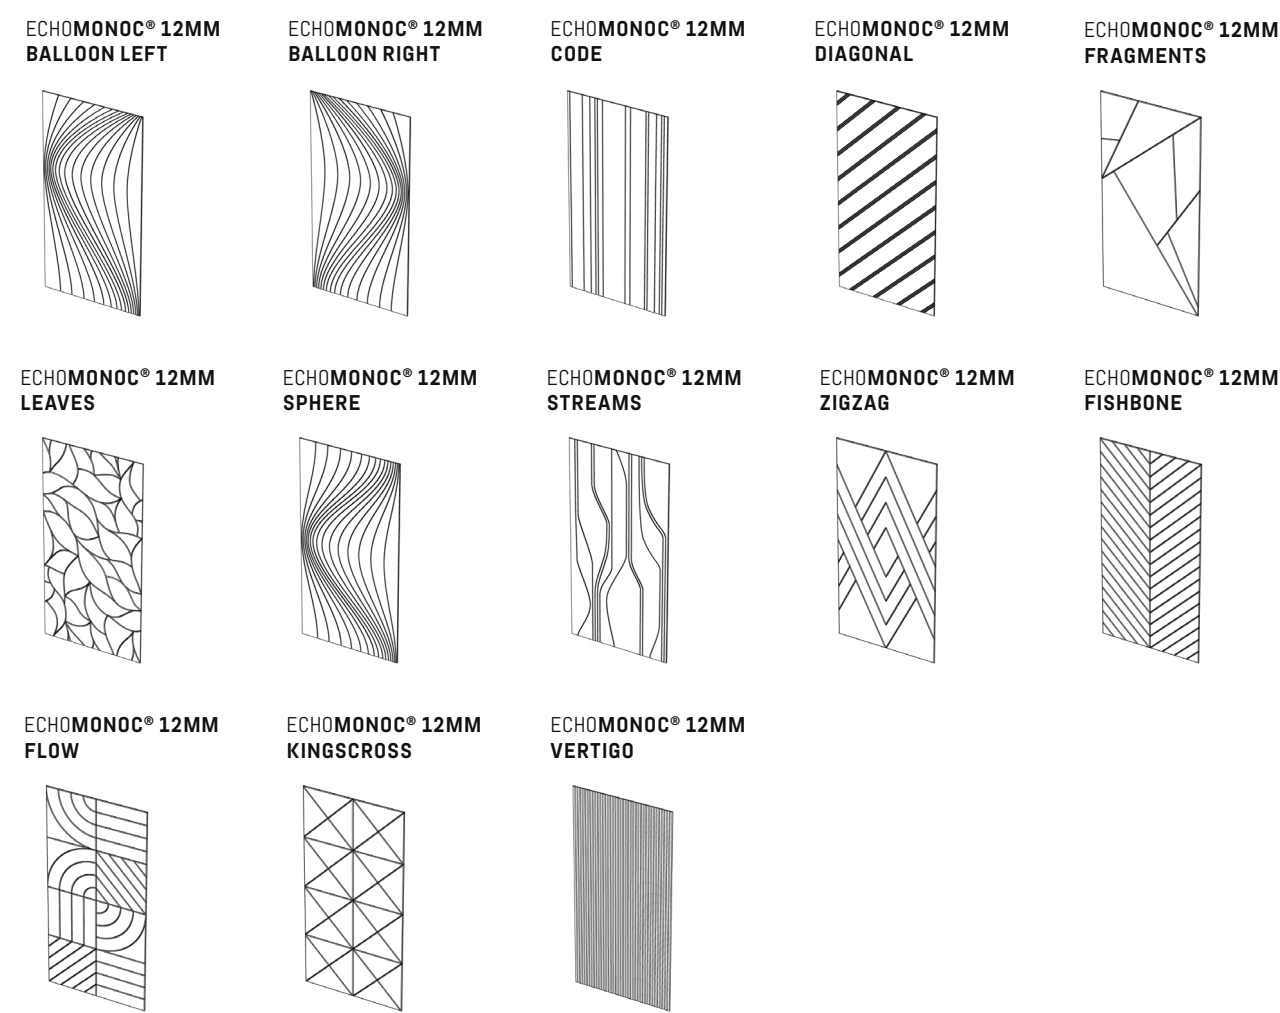 ECHOMONOC® 12MM
BALLOON LEFT
ECHOMONOC® 12MM
BALLOON RIGHT
ECHOMONOC® 12MM
CODE
ECHOMONOC® 12MM
DIAGONAL
ECHOMONOC® 12MM
FRAGMENTS
ECHOMONOC® 12MM
LEAVES
ECHOMONOC® 12MM
SPHERE
ECHOMONOC® 12MM
STREAMS
ECHOMONOC® 12MM
ZIGZAG
ECHOMONOC® 12MM
FISHBONE
ECHOMONOC® 12MM
FLOW
ECHOMONOC® 12MM
KINGSCROSS
ECHOMONOC® 12MM
VERTIGO